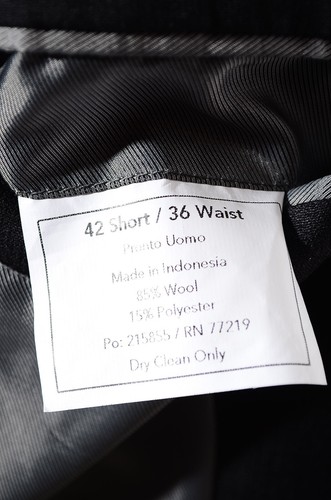 42 Short / 36 Waist
Pronto Uomo
Made in Indonesia
85% Wool
15% Polyester
Po: 215855 / RN 77219
Dry Clean Only